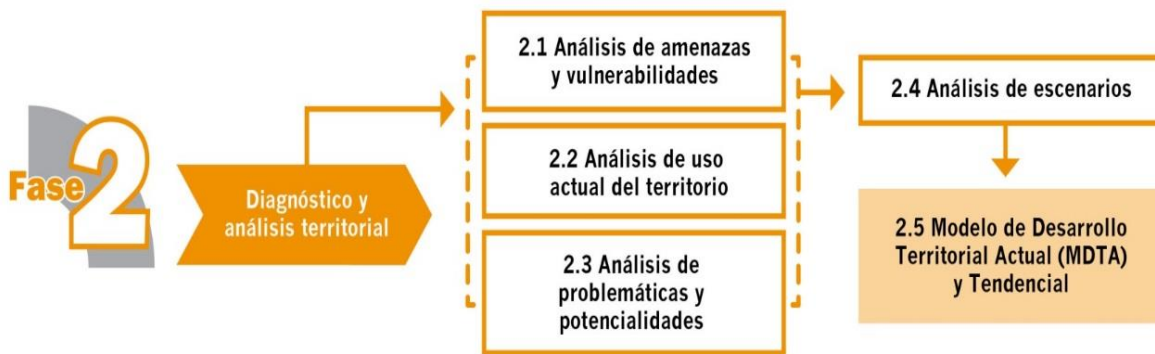 Fase 2
Diagnóstico y
análisis territorial
2.1 Análisis de amenazas
y vulnerabilidades
2.2 Análisis de uso
actual del territorio
2.3 Análisis de
problemáticas y
potencialidades
2.4 Análisis de escenarios
2.5 Modelo de Desarrollo
Territorial Actual (MDTA)
y Tendencial